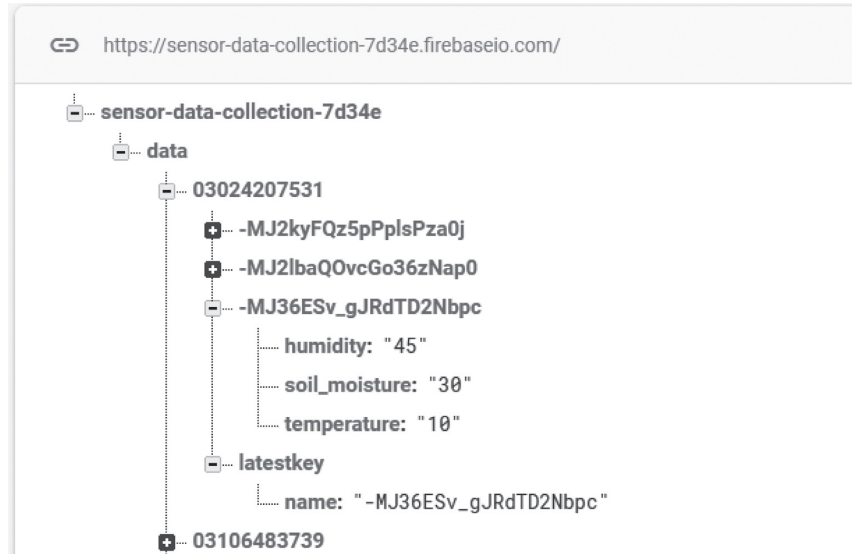 https://sensor-data-collection-7d34e.firebaseio.com/
sensor-data-collection-7d34e
data
03024207531
-MJ2kyFQz5pPplsPza0j
-MJ2lbaQOvcGo36zNap0
-MJ36ESv_gJRdTD2Nbpc
humidity: "45"
soil_moisture: "30"
temperature: "10"
latestkey
name: "-MJ36ESv_gJRdTD2Nbpc"
03106483739